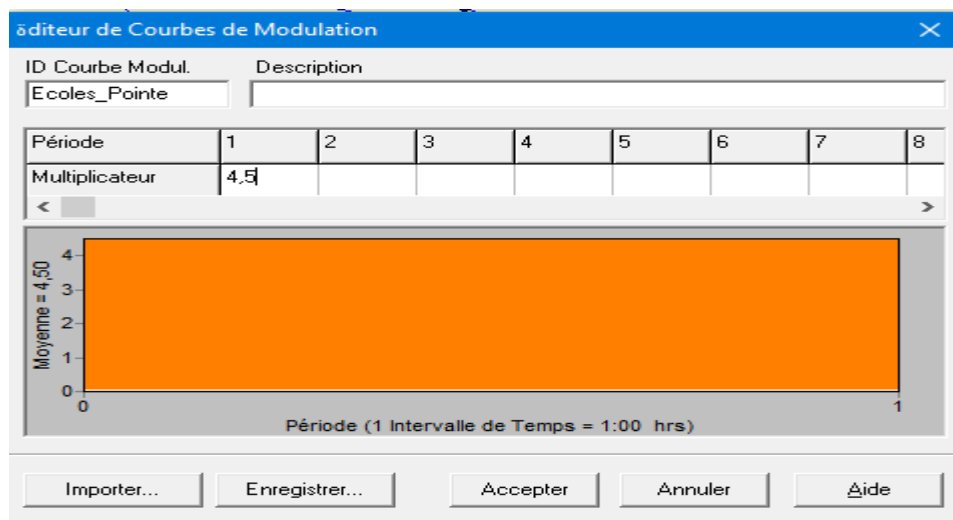 äditeur de Courbes de Modulation
ID Courbe Modul. Description
Ecoles_Pointe
Période 1 2 3 4 5 6 7 8
Multiplicateur 4,5
Moyenne = 4,50
4
3
2
1
0
0 1
Période (1 Intervalle de Temps = 1:00 hrs)
Importer... Enregistrer... Accepter Annuler Aide